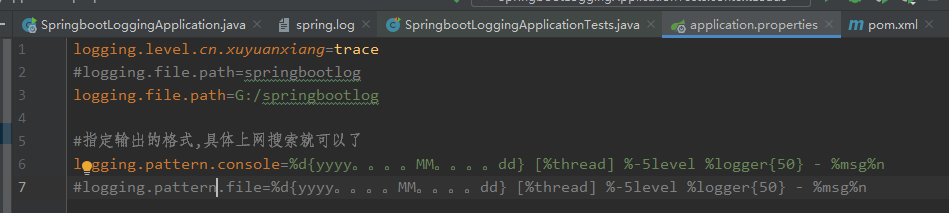 SpringbootLoggingApplication.java spring.log SpringbootLoggingApplicationTests.java application.properties pom.xml
1 logging.level.cn.xuyuanxiang=trace
2 #logging.file.path=springbootlog
3 logging.file.path=G:/springbootlog
4
5 #指定输出的格式,具体上网搜索就可以了
6 logging.pattern.console=%d{yyyy。。。。MM。。。。dd} [%thread] %-5level %logger{50} - %msg%n
7 #logging.pattern.file=%d{yyyy。。。。MM。。。。dd} [%thread] %-5level %logger{50} - %msg%n